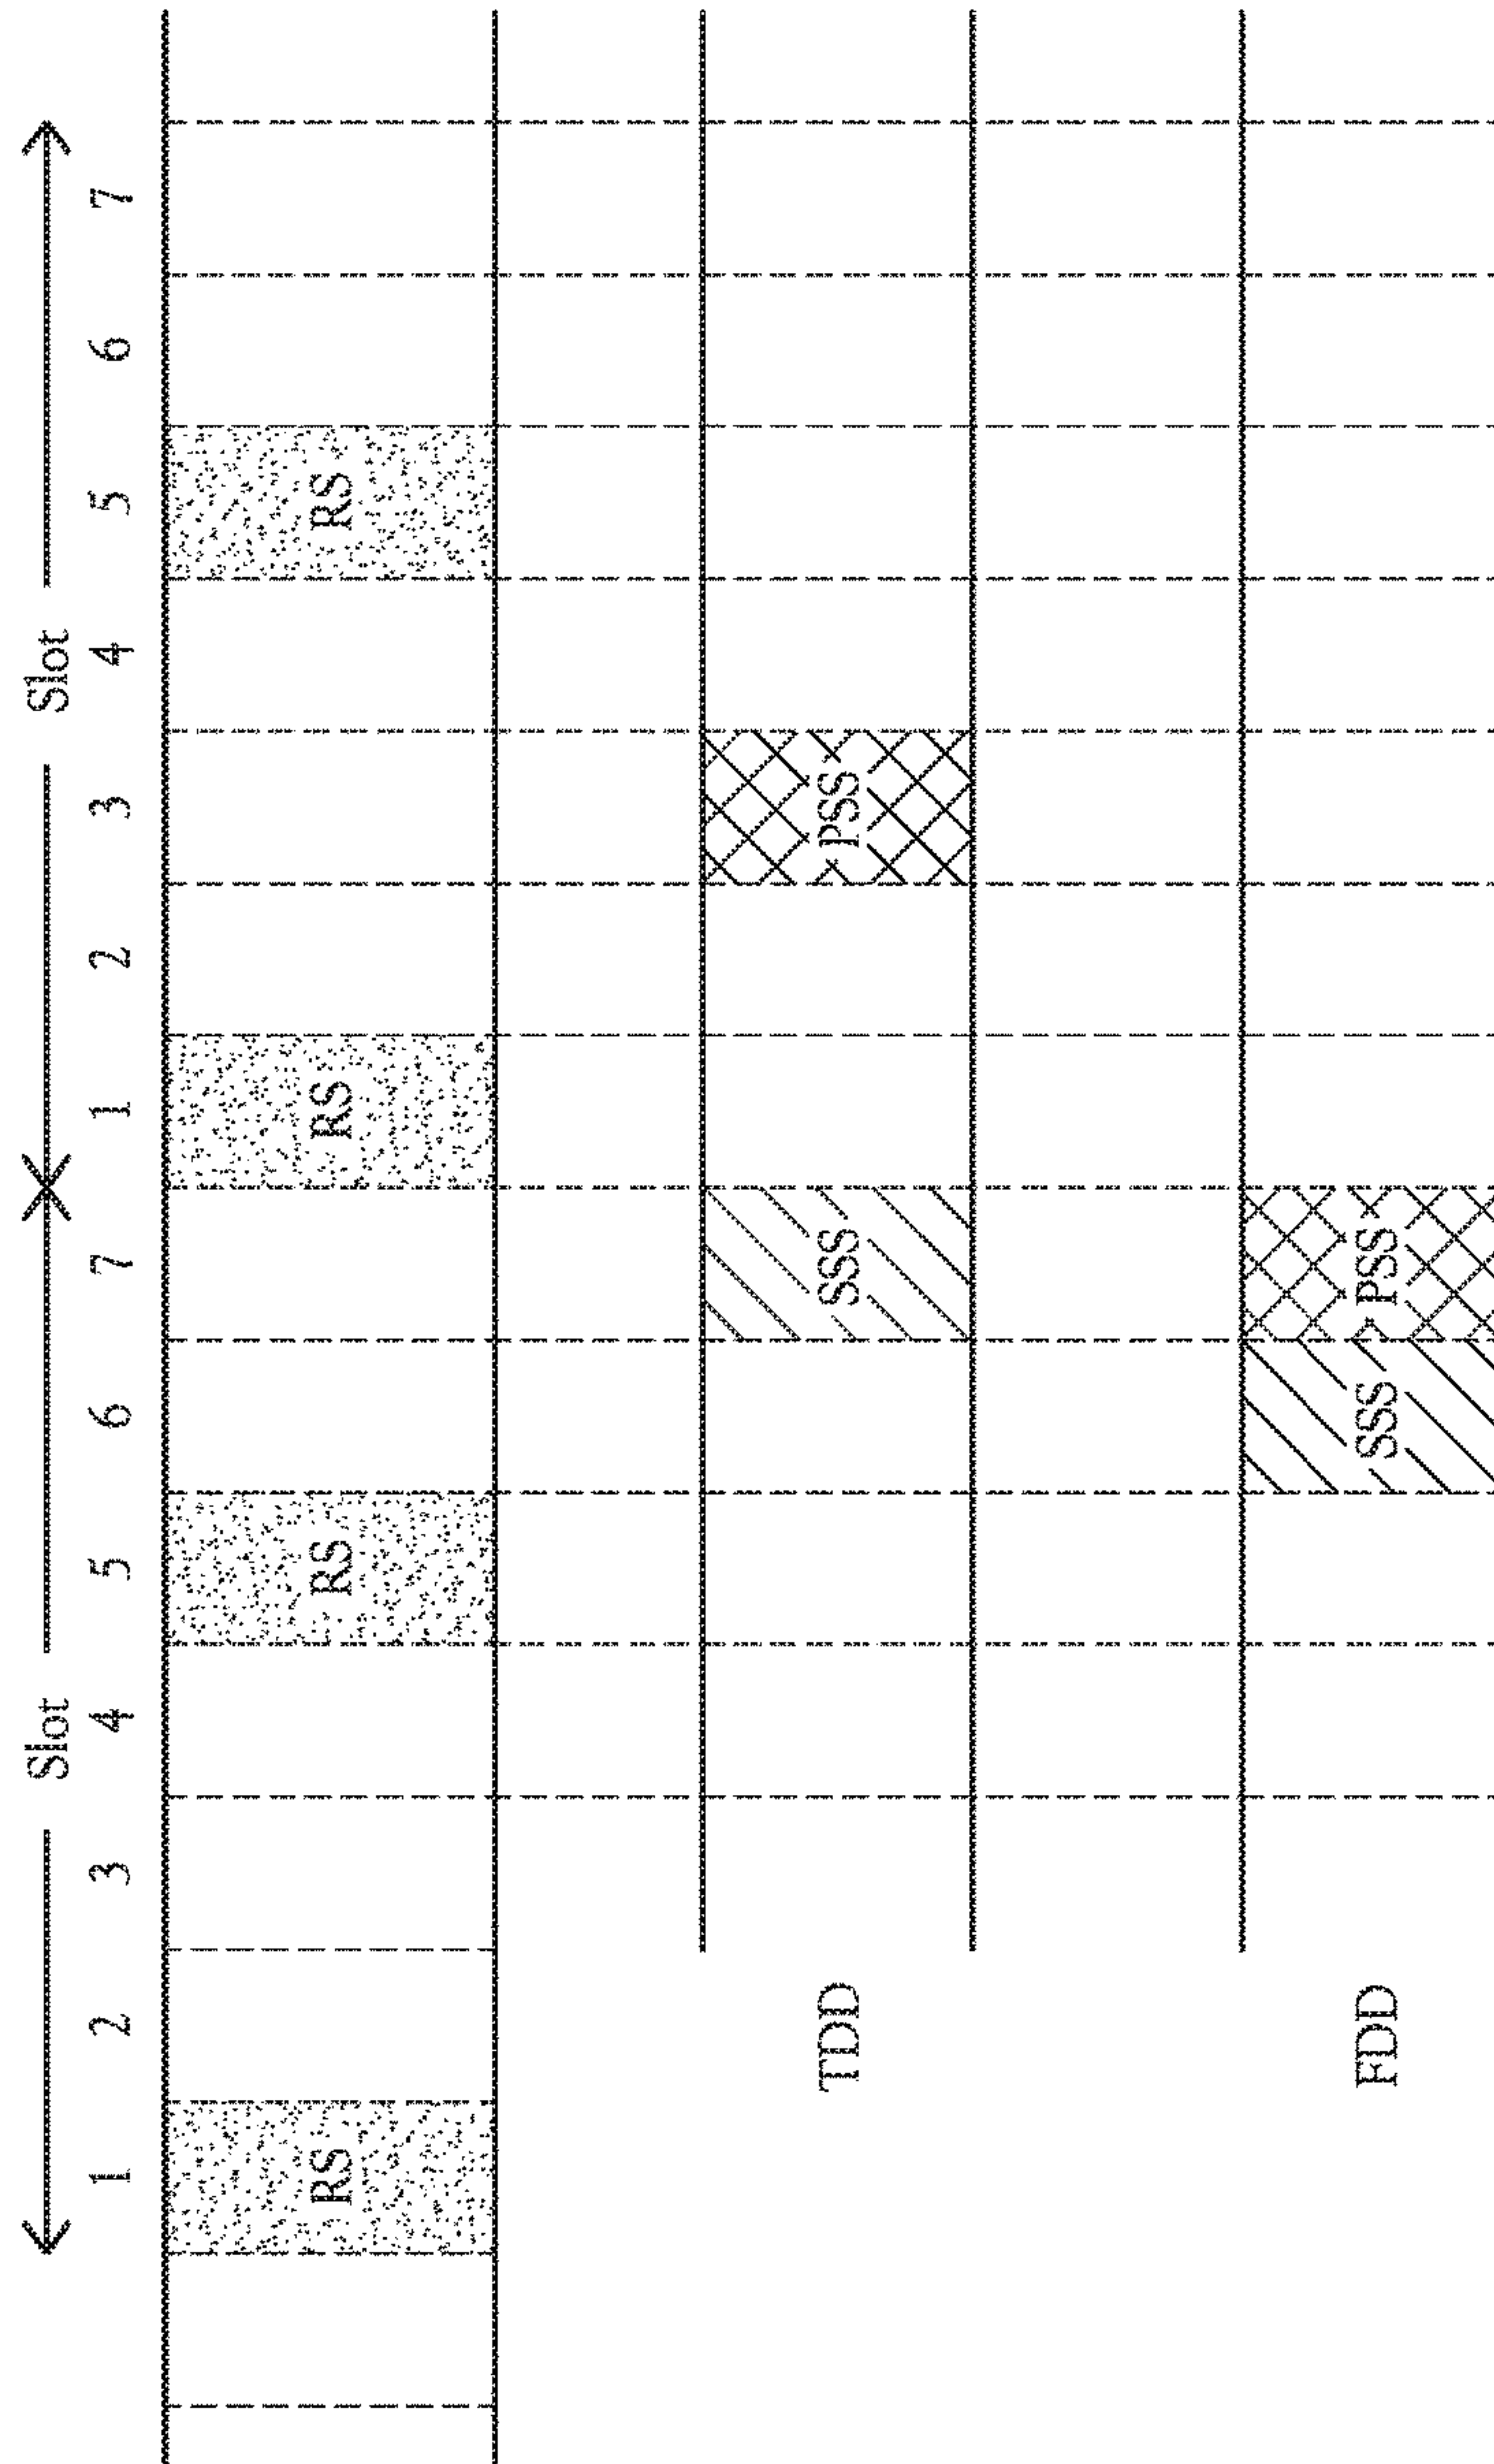 Slot Slot
1 2 3 4 5 6 7 1 2 3 4 5 6 7
RS RS RS RS
TDD SSS PSS
FDD SSS PSS